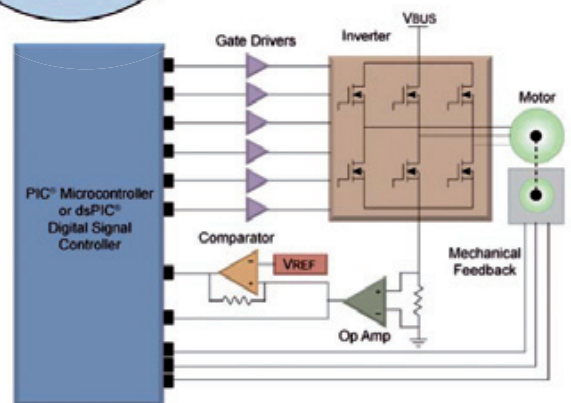 VBUS
Gate Drivers
Inverter
Motor
PIC® Microcontroller
or dsPIC®
Digital Signal
Controller
Comparator
VREF
Mechanical
Feedback
Op Amp